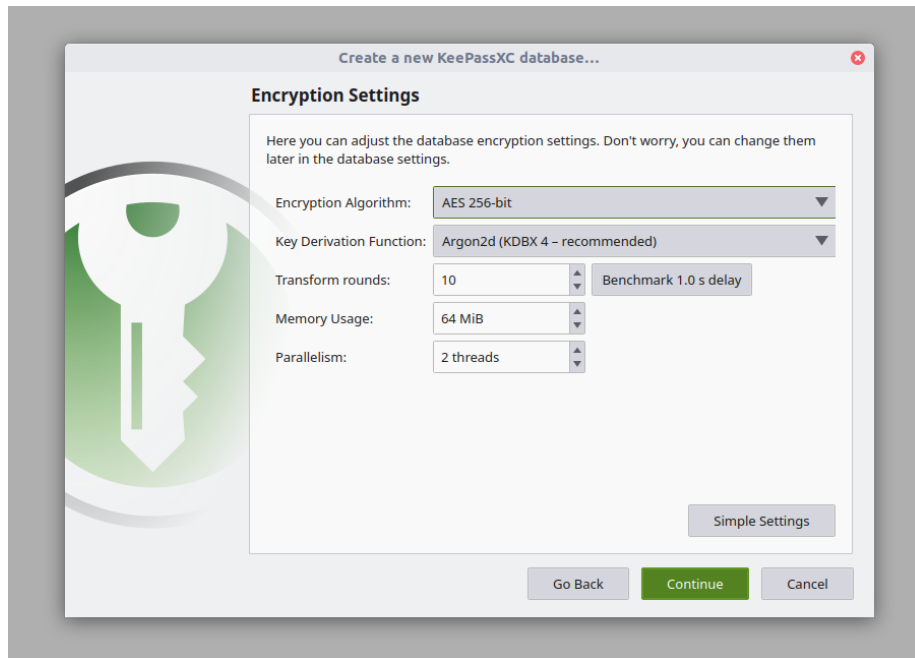 Create a new KeePassXC database...
Encryption Settings
Here you can adjust the database encryption settings. Don't worry, you can change them
later in the database settings.
Encryption Algorithm: AES 256-bit
Key Derivation Function: Argon2d (KDBX 4 – recommended)
Transform rounds: 10 Benchmark 1.0 s delay
Memory Usage: 64 MiB
Parallelism: 2 threads
Simple Settings
Go Back Continue Cancel